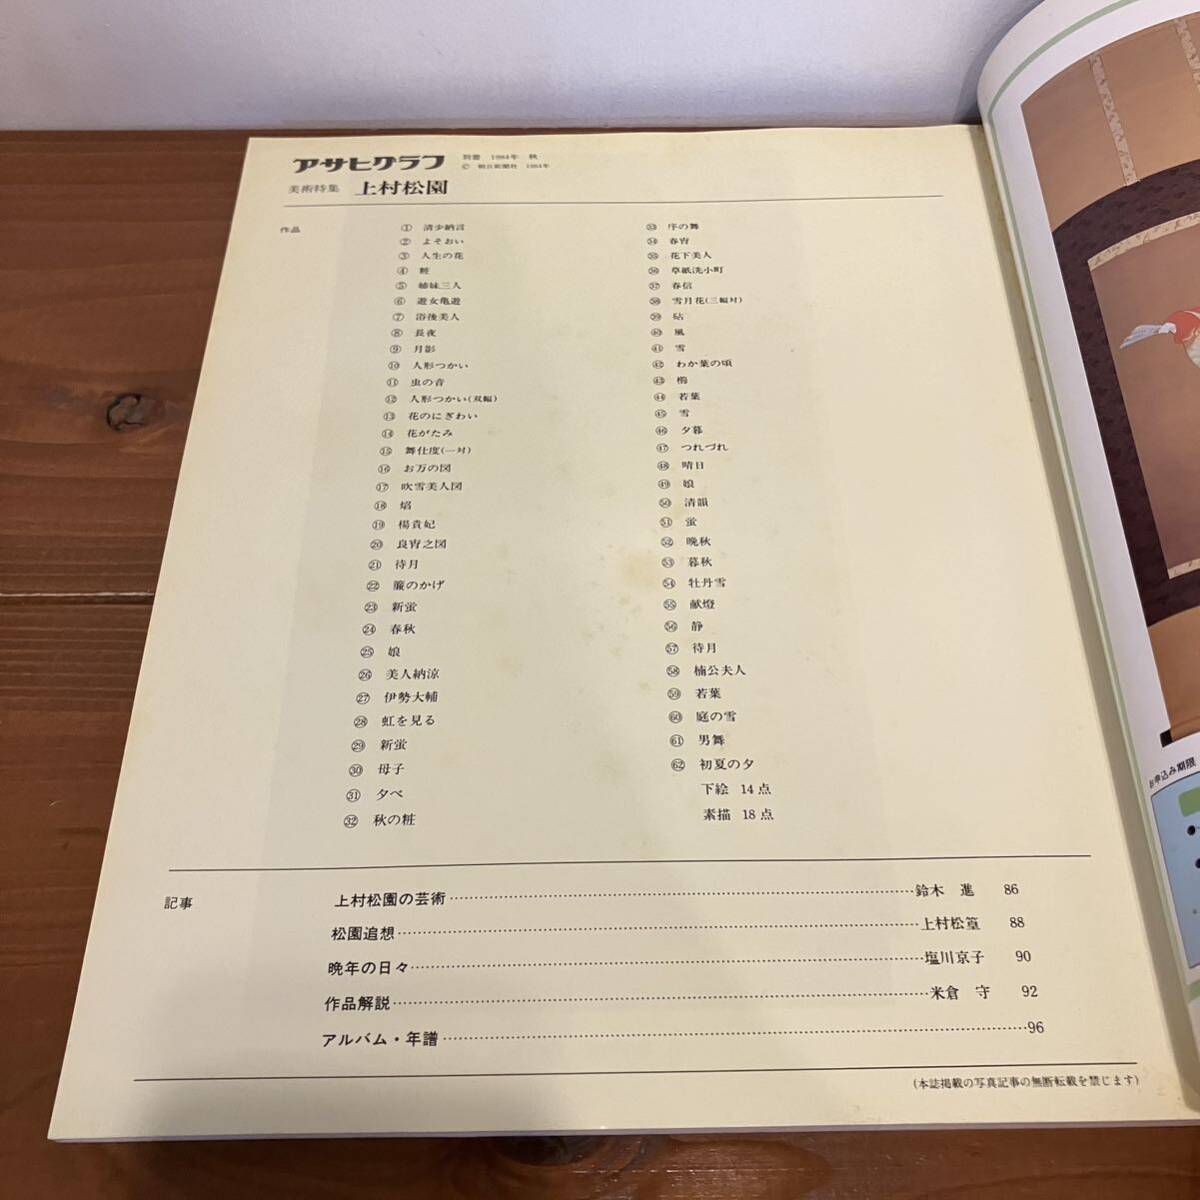 アサヒグラフ 別冊 1984年 秋
© 朝日新聞社 1984年
美術特集 上村松園
作品
① 清少納言
② よそおい
③ 人生の花
④ 粧
⑤ 姉妹三人
⑥ 遊女亀遊
⑦ 浴後美人
⑧ 長夜
⑨ 月影
⑩ 人形つかい
⑪ 虫の音
⑫ 人形つかい(双幅)
⑬ 花のにぎわい
⑭ 花がたみ
⑮ 舞仕度(一対)
⑯ お万の図
⑰ 吹雪美人図
⑱ 焔
⑲ 楊貴妃
⑳ 良宵之図
㉑ 待月
㉒ 簾のかげ
㉓ 新蛍
㉔ 春秋
㉕ 娘
㉖ 美人納涼
㉗ 伊勢大輔
㉘ 虹を見る
㉙ 新蛍
㉚ 母子
㉛ 夕べ
㉜ 秋の粧
㉝ 序の舞
㉞ 春宵
㉟ 花下美人
㊱ 草紙洗小町
㊲ 春信
㊳ 雪月花(三幅対)
㊴ 砧
㊵ 風
㊶ 雪
㊷ わか葉の頃
㊸ 櫛
㊹ 若葉
㊺ 雪
㊻ 夕暮
㊼ つれづれ
㊽ 晴日
㊾ 娘
㊿ 清韻
51 蛍
52 晩秋
53 暮秋
54 牡丹雪
55 献燈
56 静
57 待月
58 楠公夫人
59 若葉
60 庭の雪
61 男舞
62 初夏の夕
下絵 14点
素描 18点
記事
上村松園の芸術 鈴木 進 86
松園追想 上村松篁 88
晩年の日々 塩川京子 90
作品解説 米倉 守 92
アルバム・年譜 96
(本誌掲載の写真記事の無断転載を禁じます)
お申込み期限